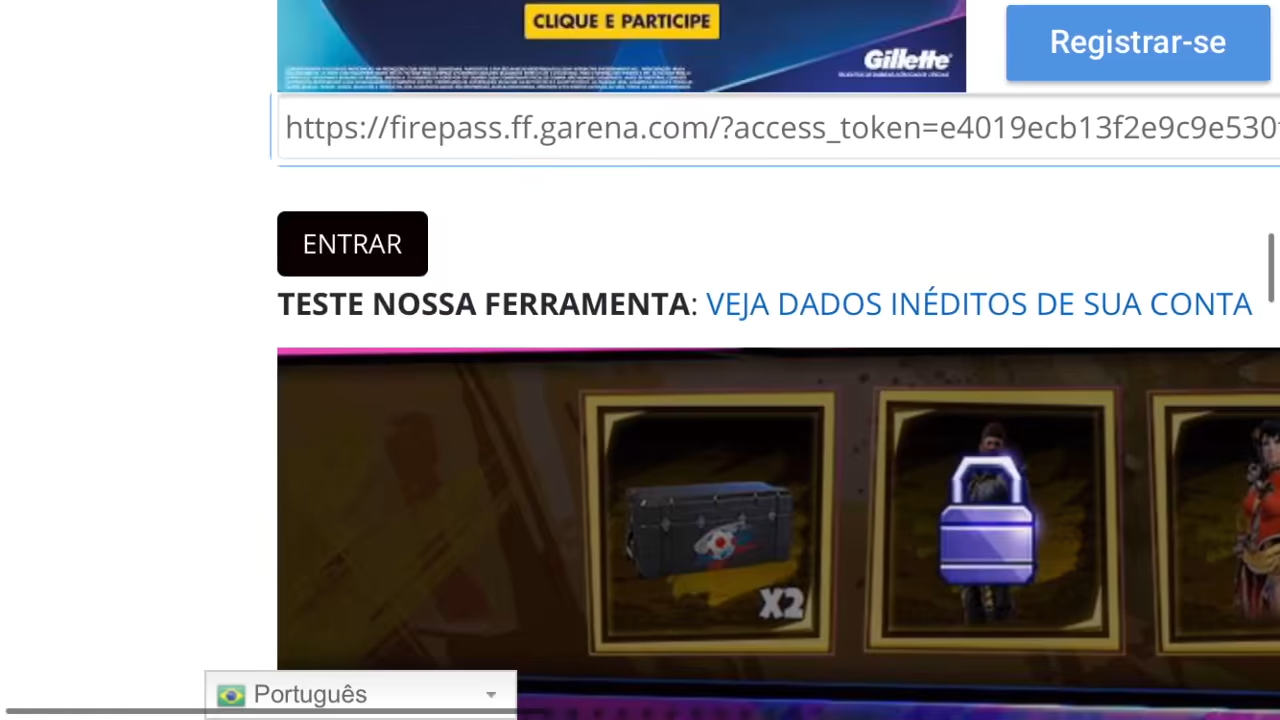 CLIQUE E PARTICIPE
Gillette
Registrar-se
https://firepass.ff.garena.com/?access_token=e4019ecb13f2e9c9e530
ENTRAR
TESTE NOSSA FERRAMENTA: VEJA DADOS INÉDITOS DE SUA CONTA
X2
Português